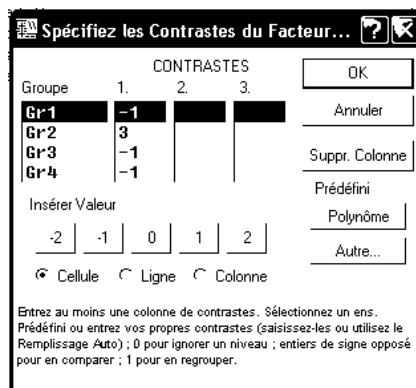 Spécifiez les Contrastes du Facteur...
CONTRASTES
Groupe 1. 2. 3.
Gr1 -1
Gr2 3
Gr3 -1
Gr4 -1
OK
Annuler
Suppr. Colonne
Prédéfini
Polynôme
Autre...
Insérer Valeur
-2 -1 0 1 2
Cellule Ligne Colonne
Entrez au moins une colonne de contrastes. Sélectionnez un ens.
Prédéfini ou entrez vos propres contrastes (saisissez-les ou utilisez le
Remplissage Auto) ; 0 pour ignorer un niveau ; entiers de signe opposé
pour en comparer ; 1 pour en regrouper.